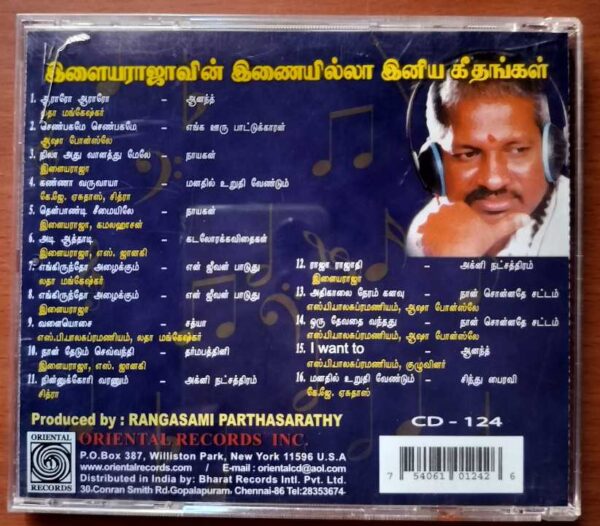 இளையராஜாவின் இணையில்லா இனிய கீதங்கள்
1. ஆராரோ ஆராரோ – ஆனந்த்
லதா மங்கேஷ்கர்
2. செண்பகமே செண்பகமே – எங்க ஊரு பாட்டுக்காரன்
ஆஷா போன்ஸ்லே
3. நிலா அது வானத்து மேலே – நாயகன்
இளையராஜா
4. கண்ணா வருவாயா – மனதில் உறுதி வேண்டும்
கே.ஜே. ஏசுதாஸ், சித்ரா
5. தென்பாண்டி சீமையிலே – நாயகன்
இளையராஜா, கமலஹாசன்
6. அடி ஆத்தாடி – கடலோரக்கவிதைகள்
இளையராஜா, எஸ். ஜானகி
7. எங்கிருந்தோ அழைக்கும் – என் ஜீவன் பாடுது
லதா மங்கேஷ்கர்
8. எங்கிருந்தோ அழைக்கும் – என் ஜீவன் பாடுது
இளையராஜா
9. வளையொசை – சத்யா
எஸ்.பி.பாலசுப்ரமணியம், லதா மங்கேஷ்கர்
10. நான் தேடும் செவ்வந்தி – தர்மபத்தினி
இளையராஜா, எஸ். ஜானகி
11. நின்னுக்கோரி வரனும் – அக்னி நட்சத்திரம்
சித்ரா
12. ராஜா ராஜாதி – அக்னி நட்சத்திரம்
இளையராஜா
13. அதிகாலை நேரம் கனவு – நான் சொன்னதே சட்டம்
எஸ்.பி.பாலசுப்ரமணியம், ஆஷா போன்ஸ்லே
14. ஒரு தேவதை வந்தது – நான் சொன்னதே சட்டம்
எஸ்.பி.பாலசுப்ரமணியம், ஆஷா போன்ஸ்லே
15. I want to – ஆனந்த்
எஸ்.பி.பாலசுப்ரமணியம், குழுவினர்
16. மனதில் உறுதி வேண்டும் – சிந்து பைரவி
கே.ஜே. ஏசுதாஸ்
Produced by : RANGASAMI PARTHASARATHY
CD - 124
ORIENTAL RECORDS
ORIENTAL RECORDS INC.
P.O.Box 387, Williston Park, New York 11596 U.S.A
www.orientalrecords.com / E-mail : orientalcd@aol.com
Distributed in India by: Bharat Records Intl. Pvt. Ltd.
30-Conran Smith Rd.Gopalapuram, Chennai-86 Tel:28353674
7 54061 01242 6